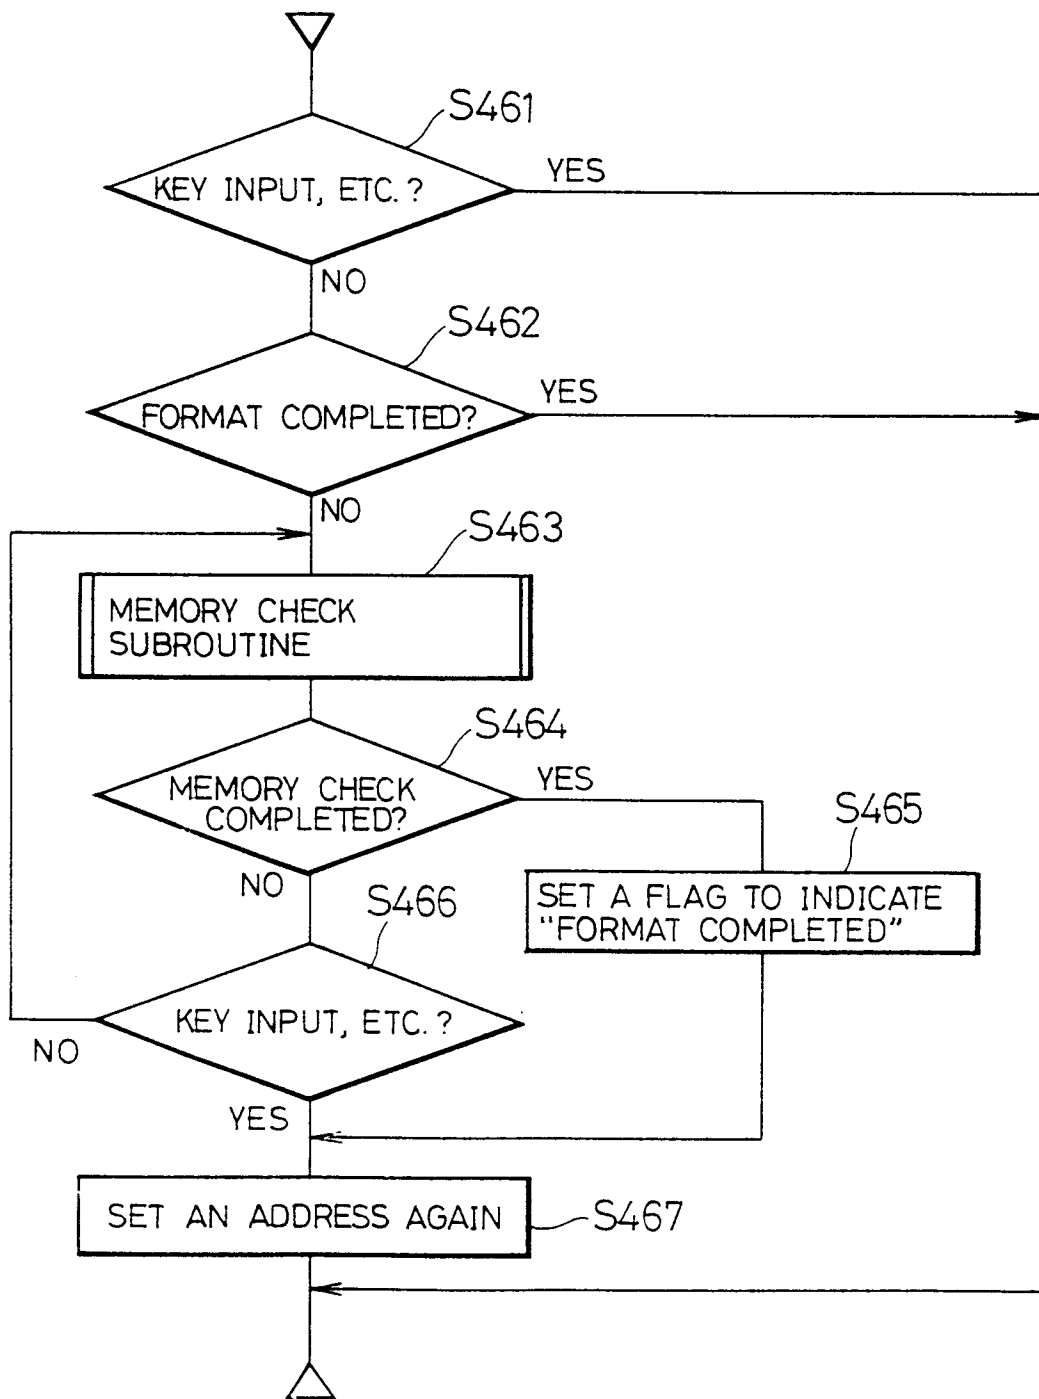 S461
KEY INPUT, ETC. ?
YES
NO
S462
FORMAT COMPLETED?
YES
NO
S463
MEMORY CHECK
SUBROUTINE
S464
MEMORY CHECK
COMPLETED?
YES
NO
S465
SET A FLAG TO INDICATE
"FORMAT COMPLETED"
S466
KEY INPUT, ETC. ?
NO
YES
SET AN ADDRESS AGAIN
S467